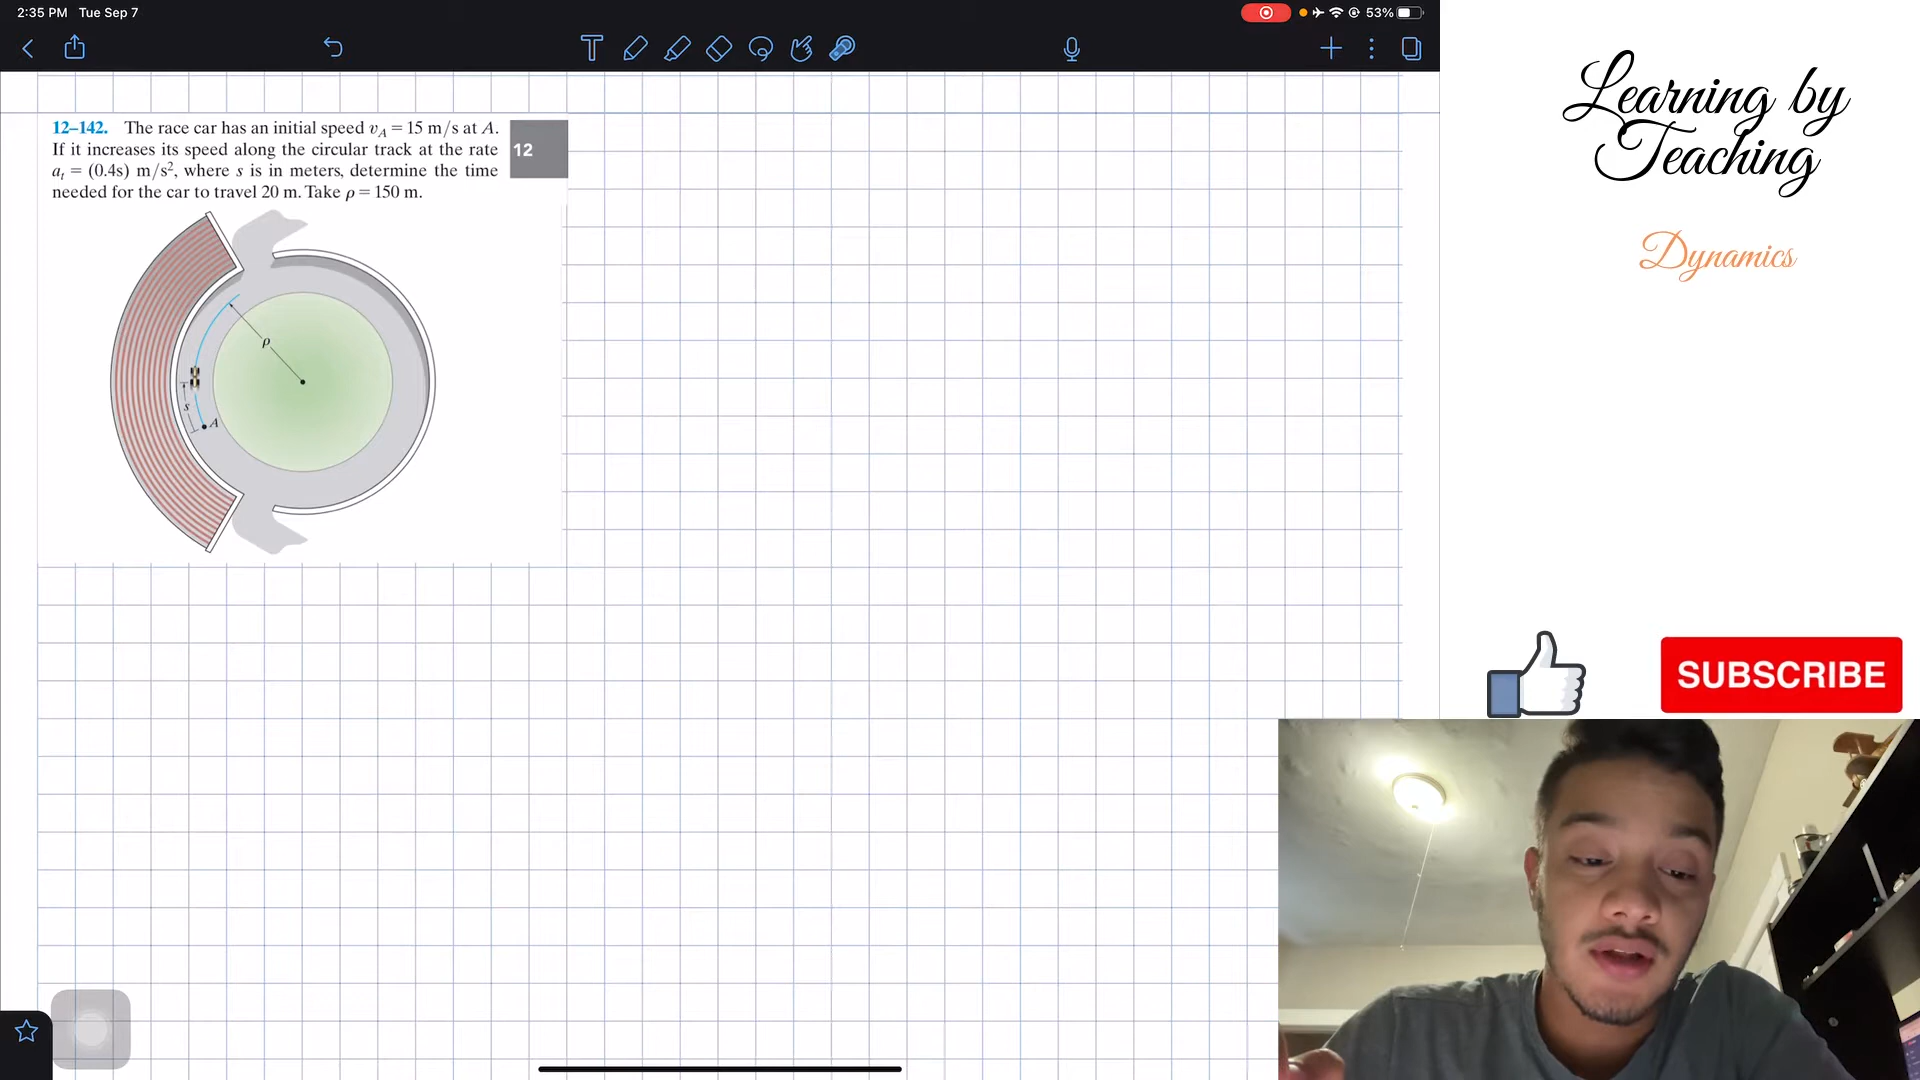 2:35 PM Tue Sep 7
53%
12–142. The race car has an initial speed v_A = 15 m/s at A.
If it increases its speed along the circular track at the rate
a_t = (0.4s) m/s², where s is in meters, determine the time
needed for the car to travel 20 m. Take ρ = 150 m.
12
ρ
s
A
Learning by
Teaching
Dynamics
SUBSCRIBE